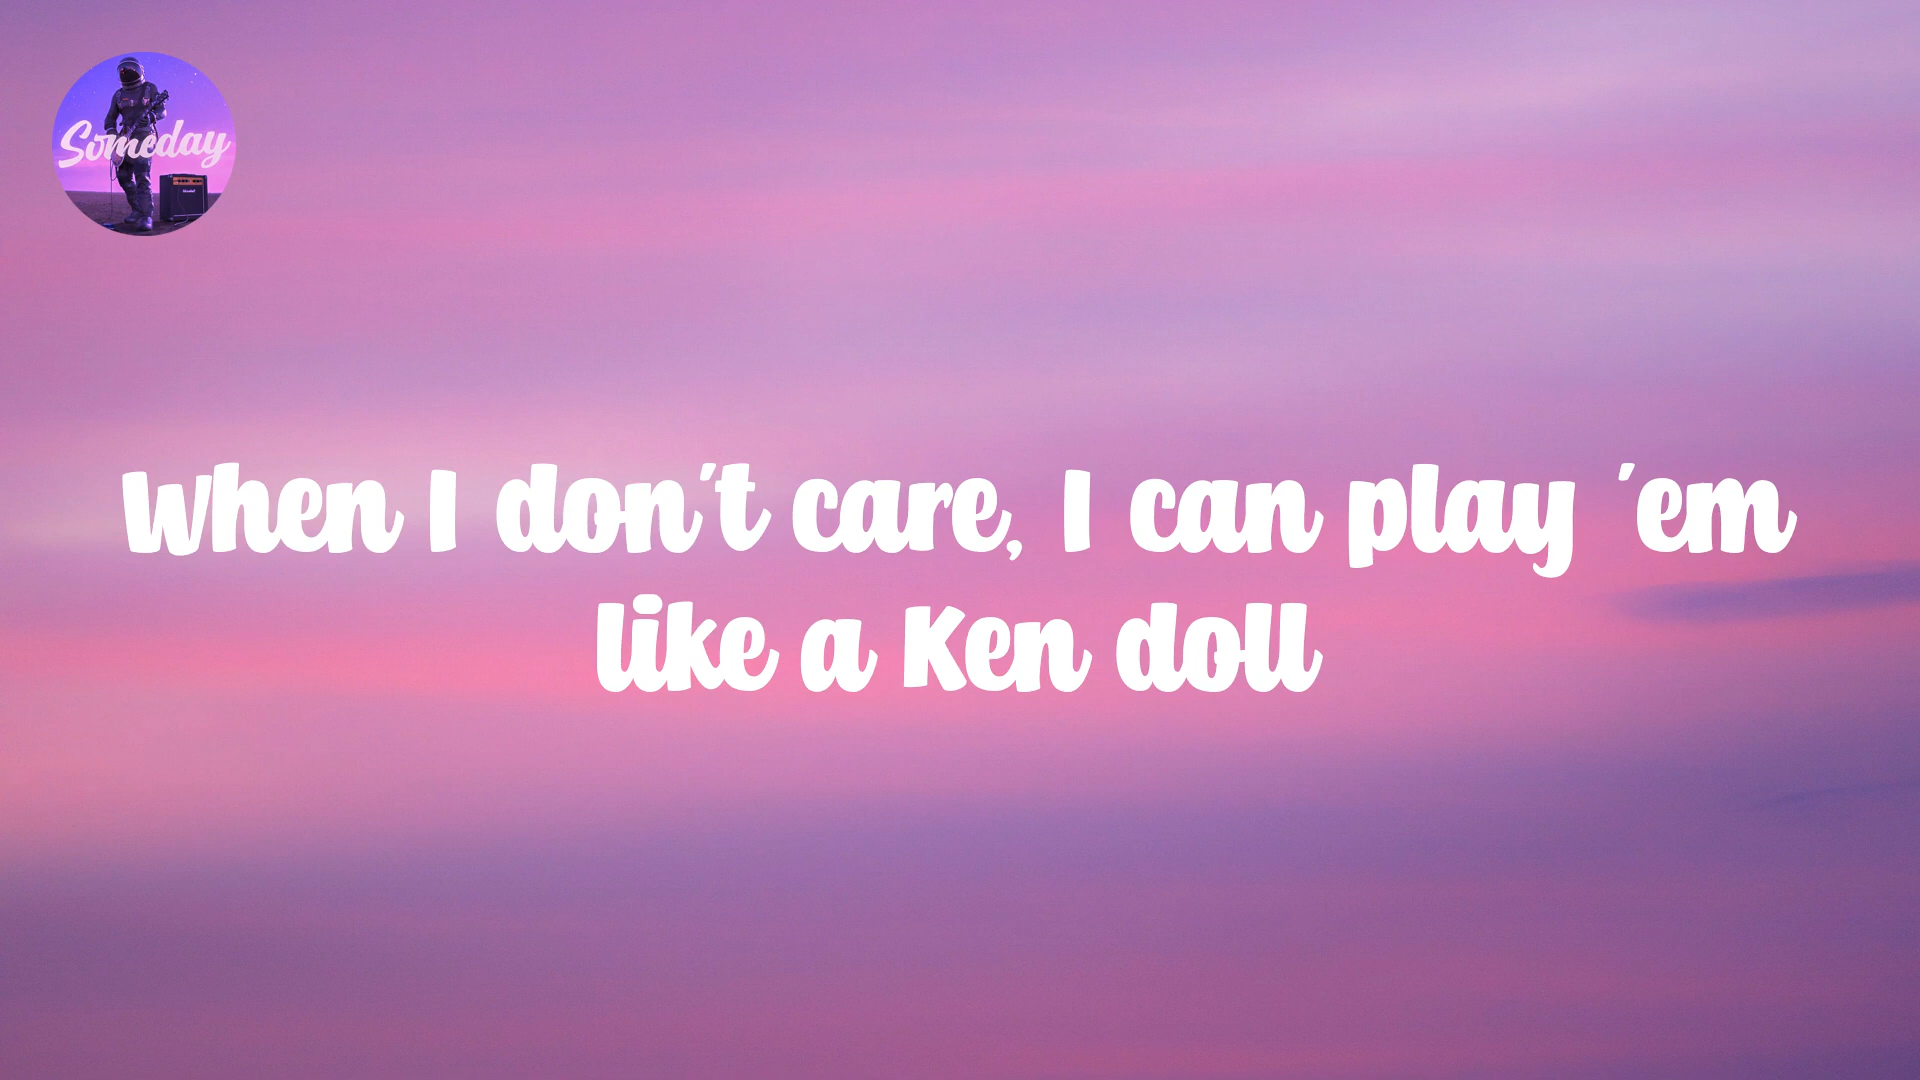 Someday
When I don't care, I can play 'em
like a Ken doll